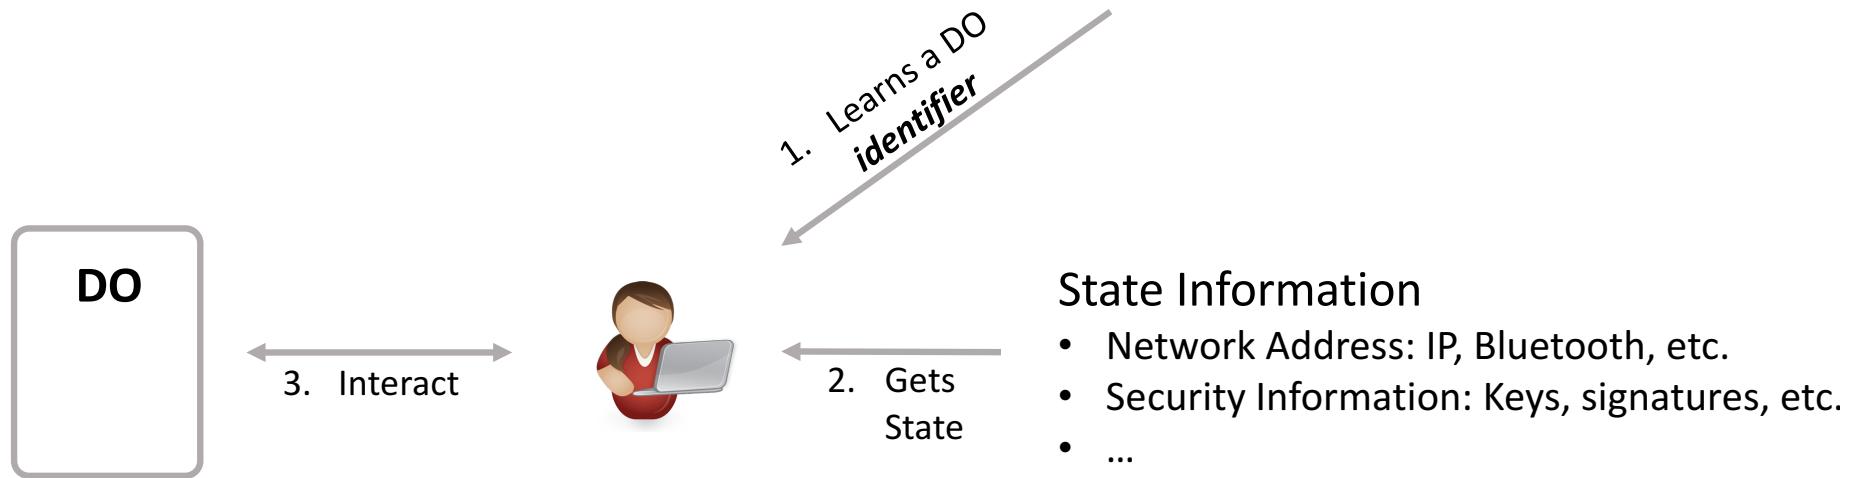 1. Learns a DO
identifier
DO
3. Interact
2. Gets
State
State Information
• Network Address: IP, Bluetooth, etc.
• Security Information: Keys, signatures, etc.
• ...